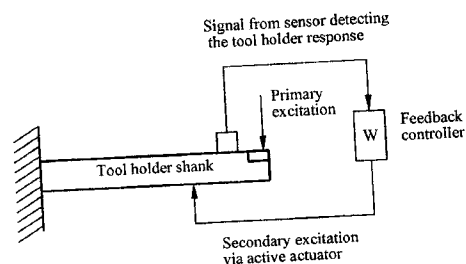 Signal from sensor detecting
the tool holder response
Primary
excitation
Feedback
controller
W
Tool holder shank
Secondary excitation
via active actuator